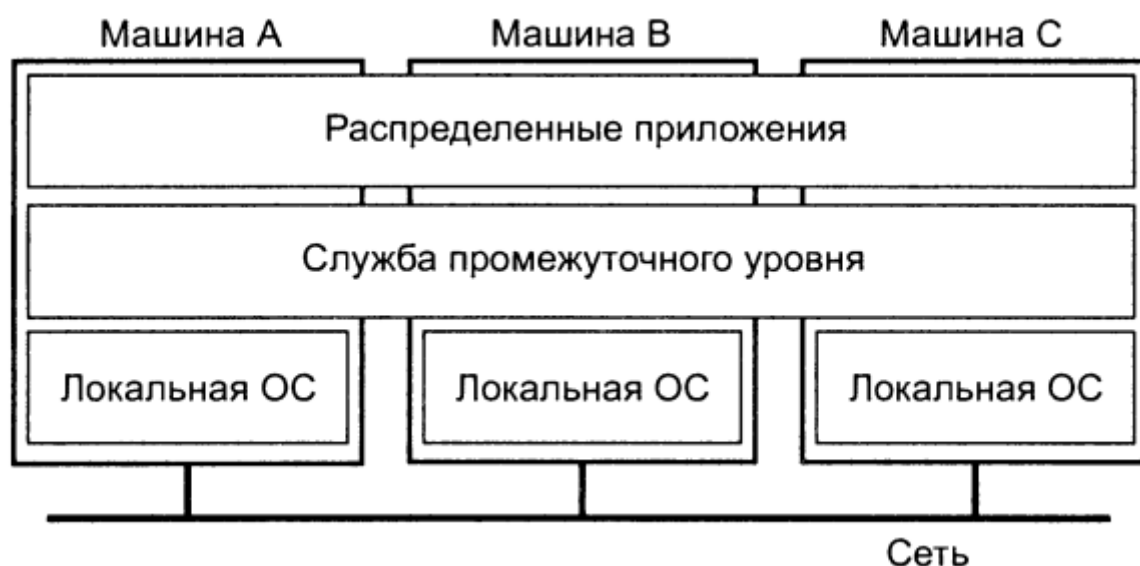 Машина А
Машина В
Машина С
Распределенные приложения
Служба промежуточного уровня
Локальная ОС
Локальная ОС
Локальная ОС
Сеть